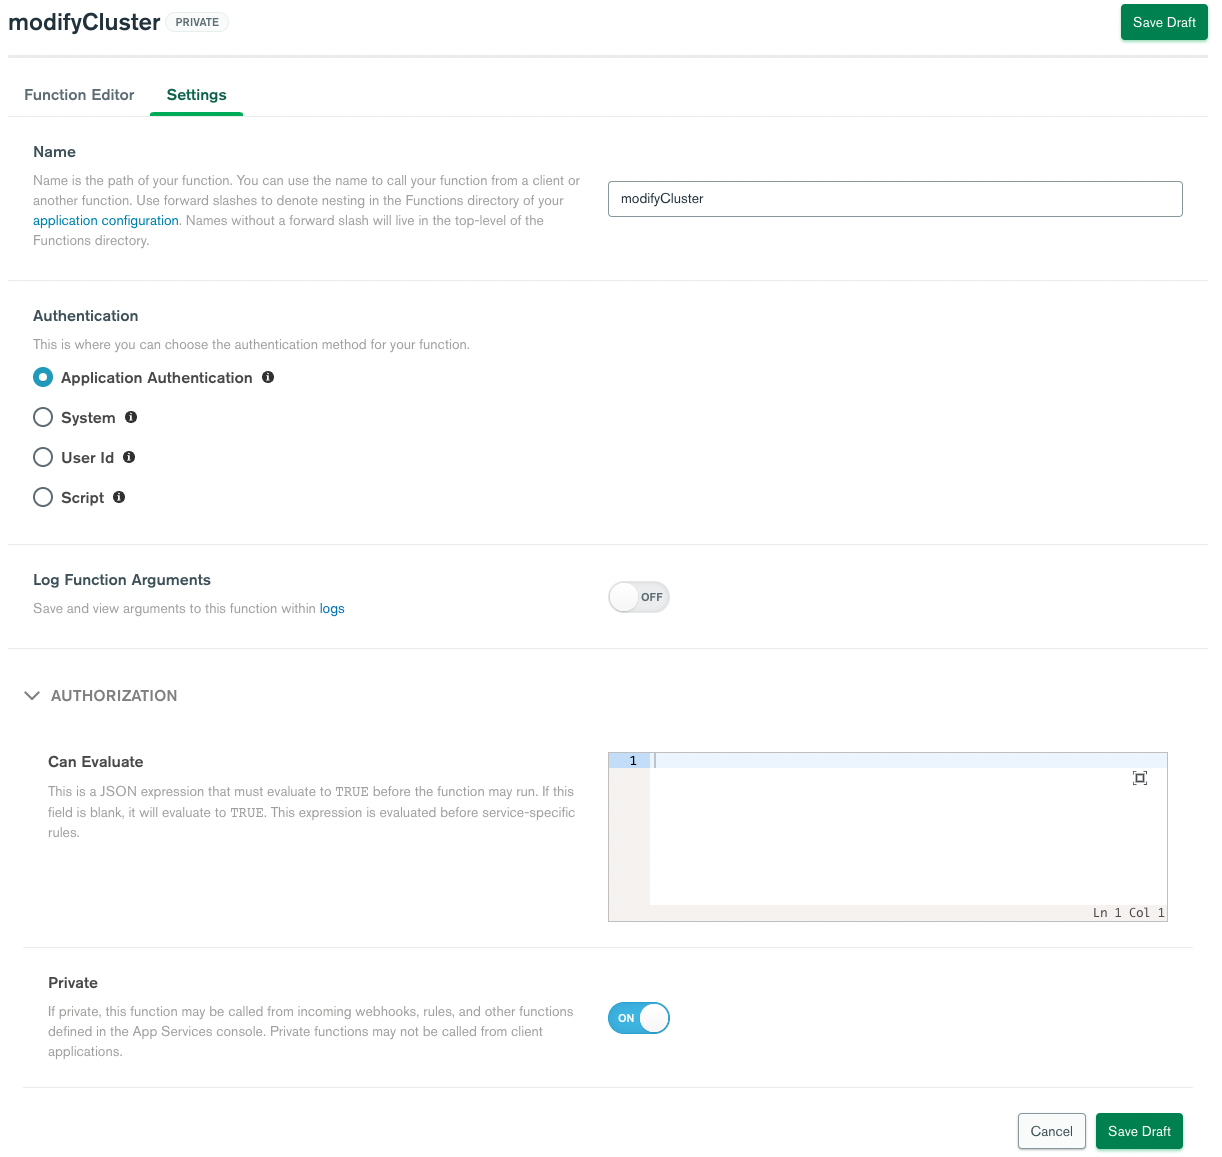 modifyCluster PRIVATE
Save Draft
Function Editor Settings
Name
Name is the path of your function. You can use the name to call your function from a client or
another function. Use forward slashes to denote nesting in the Functions directory of your
application configuration. Names without a forward slash will live in the top-level of the
Functions directory.
modifyCluster
Authentication
This is where you can choose the authentication method for your function.
Application Authentication
System
User Id
Script
Log Function Arguments
Save and view arguments to this function within logs
OFF
AUTHORIZATION
Can Evaluate
This is a JSON expression that must evaluate to TRUE before the function may run. If this
field is blank, it will evaluate to TRUE. This expression is evaluated before service-specific
rules.
1
Ln 1 Col 1
Private
If private, this function may be called from incoming webhooks, rules, and other functions
defined in the App Services console. Private functions may not be called from client
applications.
ON
Cancel
Save Draft